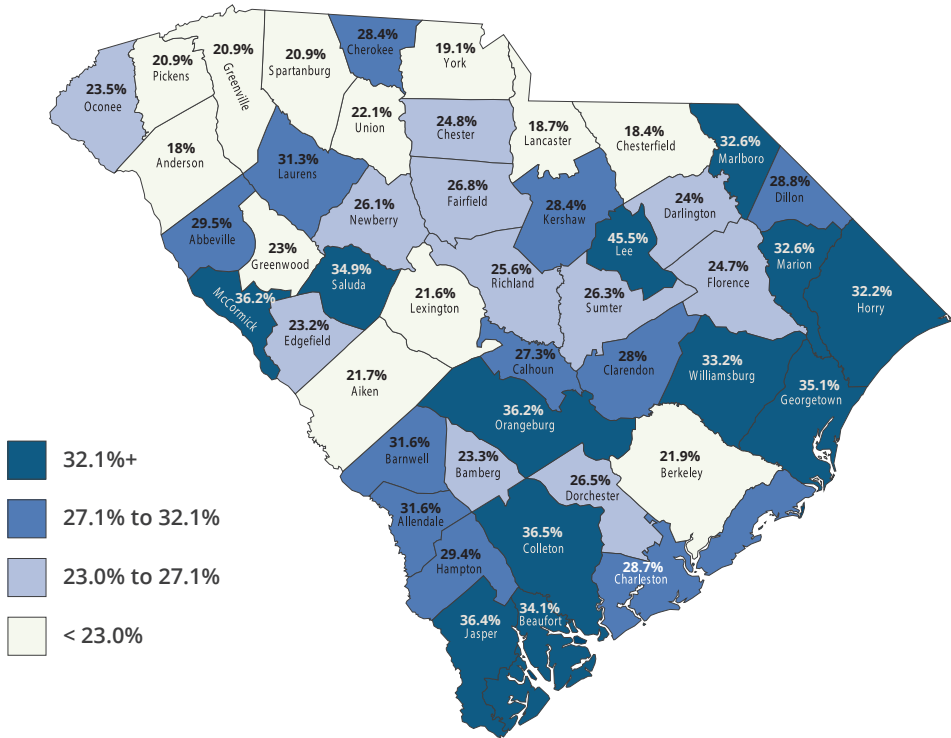 28.4%
Cherokee
19.1%
York
20.9%
Greenville
20.9%
Spartanburg
20.9%
Pickens
23.5%
Oconee
22.1%
Union
24.8%
Chester
18.7%
Lancaster
18.4%
Chesterfield
32.6%
Marlboro
18%
Anderson
31.3%
Laurens
28.8%
Dillon
26.8%
Fairfield
26.1%
Newberry
28.4%
Kershaw
24%
Darlington
29.5%
Abbeville
23%
Greenwood
45.5%
Lee
32.6%
Marion
34.9%
Saluda
25.6%
Richland
24.7%
Florence
36.2%
McCormick
21.6%
Lexington
26.3%
Sumter
32.2%
Horry
23.2%
Edgefield
27.3%
Calhoun
28%
Clarendon
33.2%
Williamsburg
21.7%
Aiken
35.1%
Georgetown
36.2%
Orangeburg
31.6%
Barnwell
23.3%
Bamberg
21.9%
Berkeley
26.5%
Dorchester
31.6%
Allendale
36.5%
Colleton
29.4%
Hampton
28.7%
Charleston
34.1%
Beaufort
36.4%
Jasper
32.1%+
27.1% to 32.1%
23.0% to 27.1%
< 23.0%